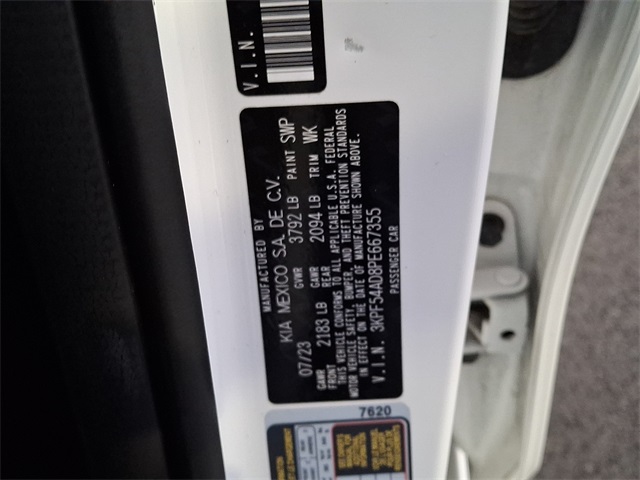 V.I.N.
MANUFACTURED BY
KIA MEXICO S.A. DE C.V.
07/23 GVWR 3792 LB PAINT SWP
GAWR FRONT 2183 LB GAWR REAR 2094 LB TRIM WK
THIS VEHICLE CONFORMS TO ALL APPLICABLE U.S.A. FEDERAL
MOTOR VEHICLE SAFETY, BUMPER, AND THEFT PREVENTION STANDARDS
IN EFFECT ON THE DATE OF MANUFACTURE SHOWN ABOVE.
V.I.N. 3KPF54AD8PE667355
PASSENGER CAR
7620